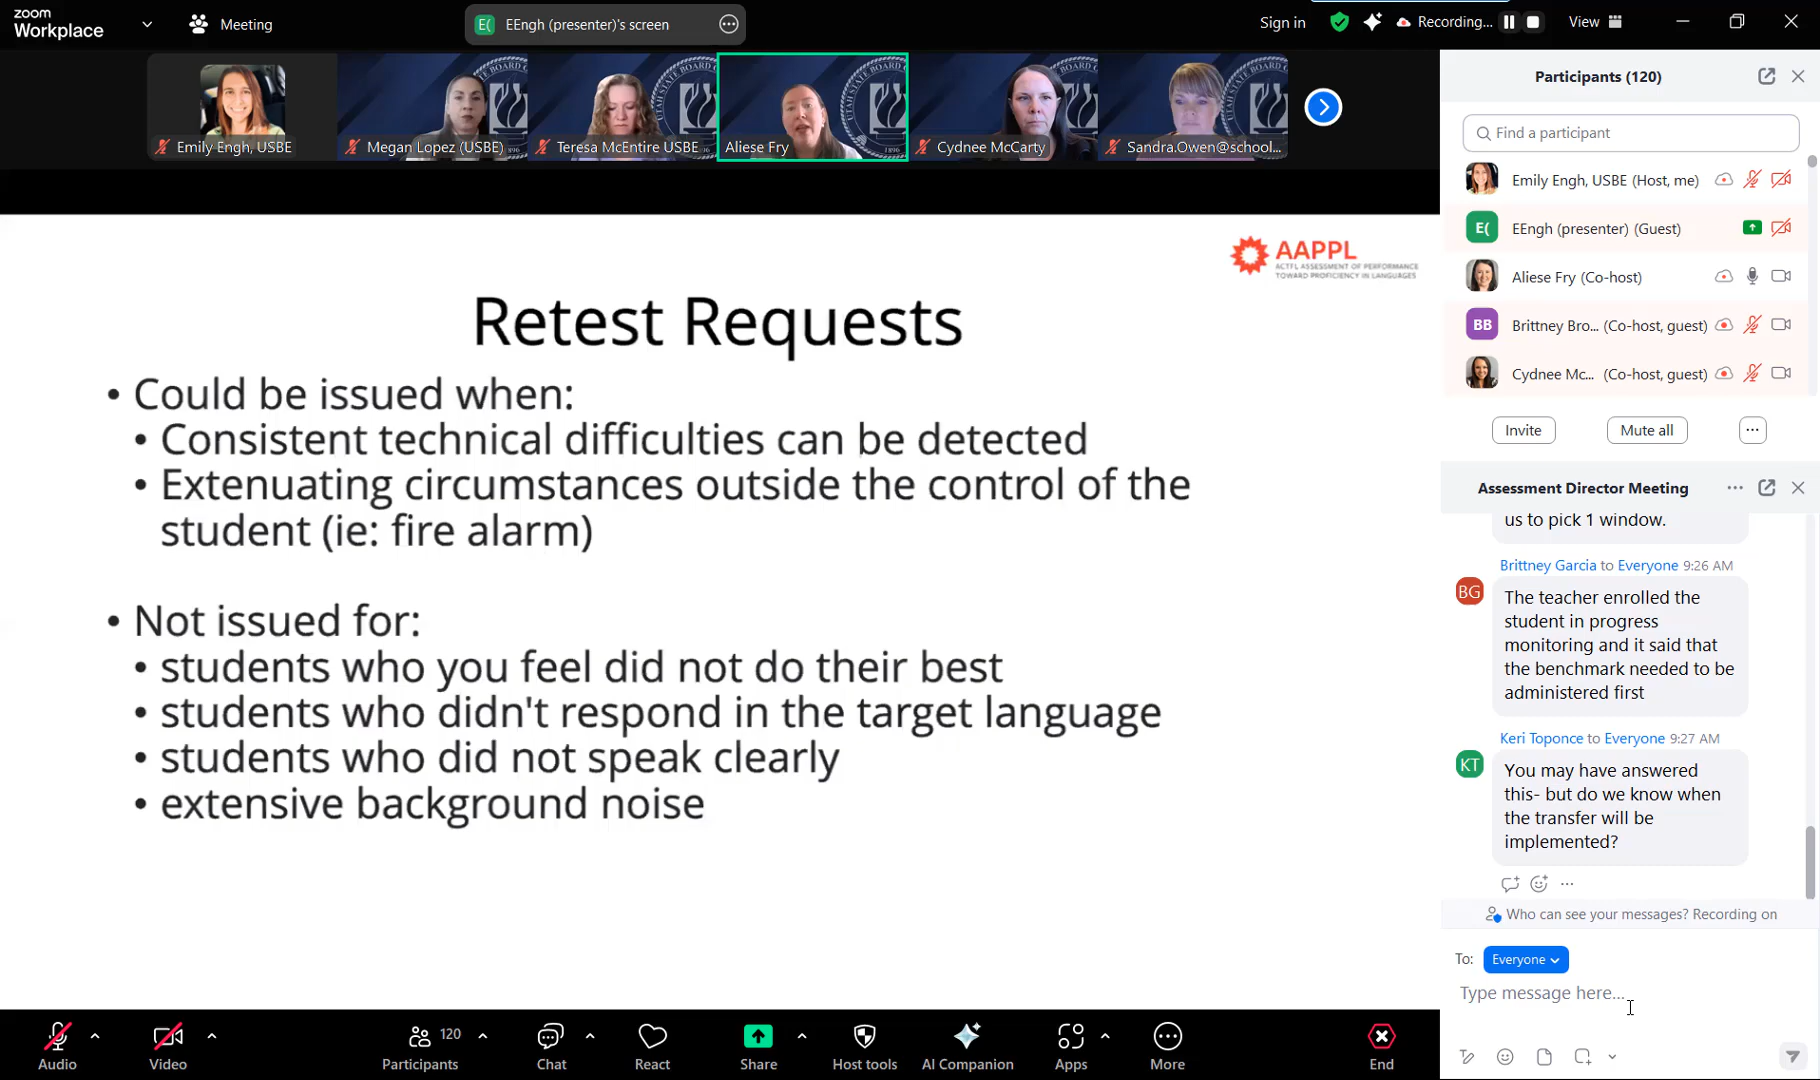 zoom
Workplace
Meeting
E( EEngh (presenter)'s screen
Sign in
Recording...
View
Emily Engh, USBE
Megan Lopez (USBE)
Teresa McEntire USBE
Aliese Fry
Cydnee McCarty
Sandra.Owen@school...
AAPPL
ACTFL ASSESSMENT OF PERFORMANCE
TOWARD PROFICIENCY IN LANGUAGES
Retest Requests
• Could be issued when:
• Consistent technical difficulties can be detected
• Extenuating circumstances outside the control of the
student (ie: fire alarm)
• Not issued for:
• students who you feel did not do their best
• students who didn't respond in the target language
• students who did not speak clearly
• extensive background noise
Participants (120)
Find a participant
Emily Engh, USBE (Host, me)
E( EEngh (presenter) (Guest)
Aliese Fry (Co-host)
BB Brittney Bro... (Co-host, guest)
Cydnee Mc... (Co-host, guest)
Invite
Mute all
Assessment Director Meeting
us to pick 1 window.
Brittney Garcia to Everyone 9:26 AM
BG
The teacher enrolled the
student in progress
monitoring and it said that
the benchmark needed to be
administered first
Keri Toponce to Everyone 9:27 AM
KT
You may have answered
this- but do we know when
the transfer will be
implemented?
Who can see your messages? Recording on
To: Everyone
Type message here...
Audio
Video
Participants
120
Chat
React
Share
Host tools
AI Companion
Apps
More
End